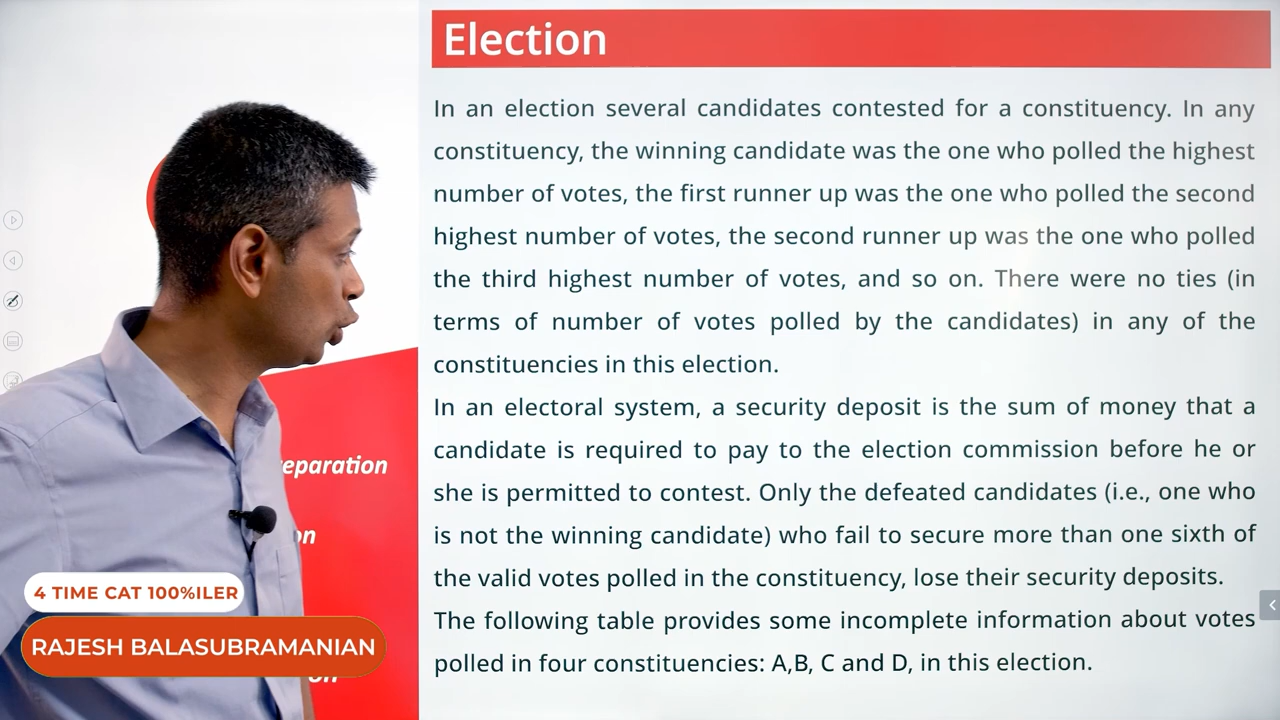 Election
In an election several candidates contested for a constituency. In any
constituency, the winning candidate was the one who polled the highest
number of votes, the first runner up was the one who polled the second
highest number of votes, the second runner up was the one who polled
the third highest number of votes, and so on. There were no ties (in
terms of number of votes polled by the candidates) in any of the
constituencies in this election.
In an electoral system, a security deposit is the sum of money that a
candidate is required to pay to the election commission before he or
she is permitted to contest. Only the defeated candidates (i.e., one who
is not the winning candidate) who fail to secure more than one sixth of
the valid votes polled in the constituency, lose their security deposits.
The following table provides some incomplete information about votes
polled in four constituencies: A,B, C and D, in this election.
eparation
on
4 TIME CAT 100%ILER
RAJESH BALASUBRAMANIAN